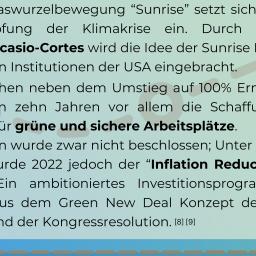 aswurzelbewegung “Sunrise” setzt sich
ofung der Klimakrise ein. Durch
casio-Cortes wird die Idee der Sunrise
n Institutionen der USA eingebracht.
hen neben dem Umstieg auf 100% Ern
n zehn Jahren vor allem die Schaffu
ür grüne und sichere Arbeitsplätze.
n wurde zwar nicht beschlossen; Unter
urde 2022 jedoch der “Inflation Reduc
Ein ambitioniertes Investitionsprogra
us dem Green New Deal Konzept de
nd der Kongressresolution. [8] [9]